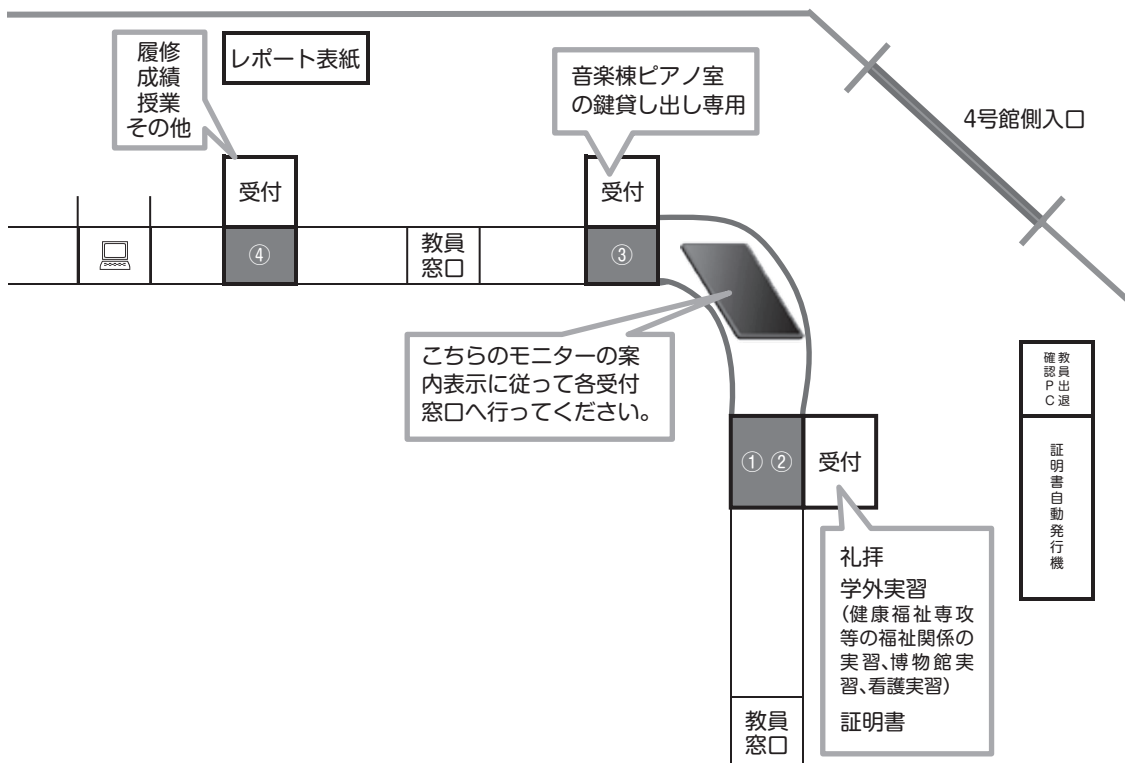 履修
成績
授業
その他
レポート表紙
音楽棟ピアノ室
の鍵貸し出し専用
4号館側入口
受付
受付
④
教員
窓口
③
こちらのモニターの案
内表示に従って各受付
窓口へ行ってください。
教員出退
確認PC
① ②
受付
証明書自動発行機
礼拝
学外実習
(健康福祉専攻
等の福祉関係の
実習、博物館実
習、看護実習)
証明書
教員
窓口